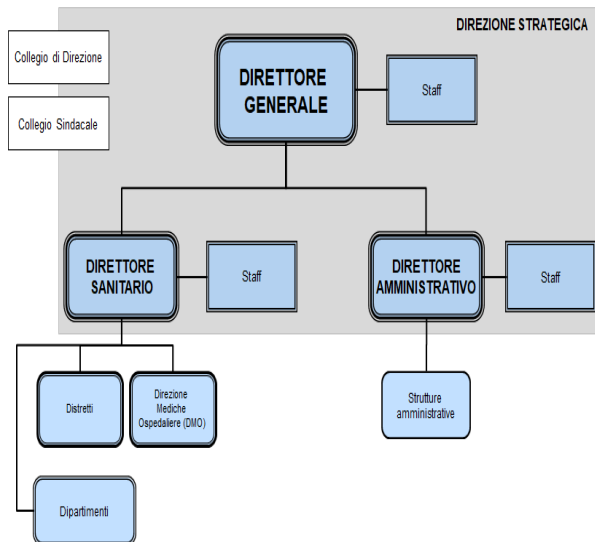 DIREZIONE STRATEGICA
Collegio di Direzione
Collegio Sindacale
DIRETTORE
GENERALE
Staff
DIRETTORE
SANITARIO
Staff
DIRETTORE
AMMINISTRATIVO
Staff
Distretti
Direzione
Mediche
Ospedaliere (DMO)
Strutture
amministrative
Dipartimenti